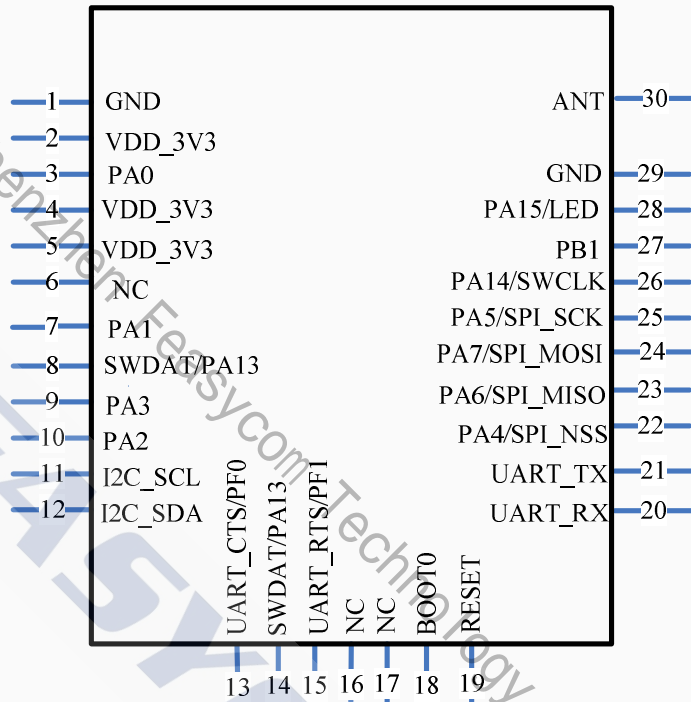 1 GND
2 VDD_3V3
3 PA0
4 VDD_3V3
5 VDD_3V3
6 NC
7 PA1
8 SWDAT/PA13
9 PA3
10 PA2
11 I2C_SCL
12 I2C_SDA
UART_CTS/PF0
SWDAT/PA13
UART_RTS/PF1
NC
NC
BOOT0
RESET
13 14 15 16 17 18 19
ANT 30
GND 29
PA15/LED 28
PB1 27
PA14/SWCLK 26
PA5/SPI_SCK 25
PA7/SPI_MOSI 24
PA6/SPI_MISO 23
PA4/SPI_NSS 22
UART_TX 21
UART_RX 20
Feasycom Technology